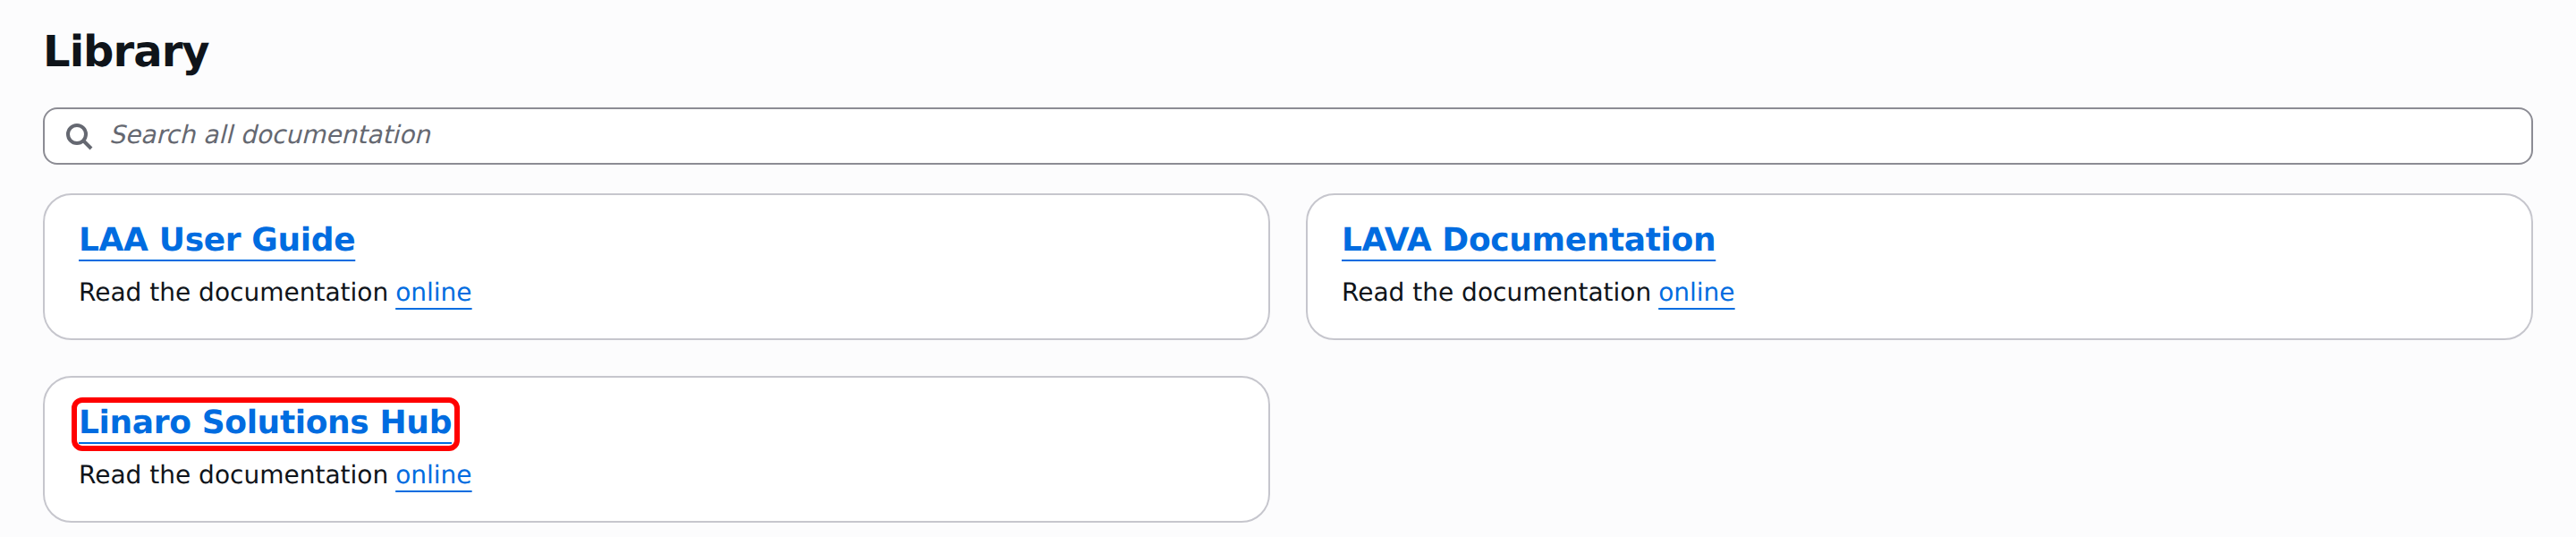 Library
Search all documentation
LAA User Guide
Read the documentation online
LAVA Documentation
Read the documentation online
Linaro Solutions Hub
Read the documentation online